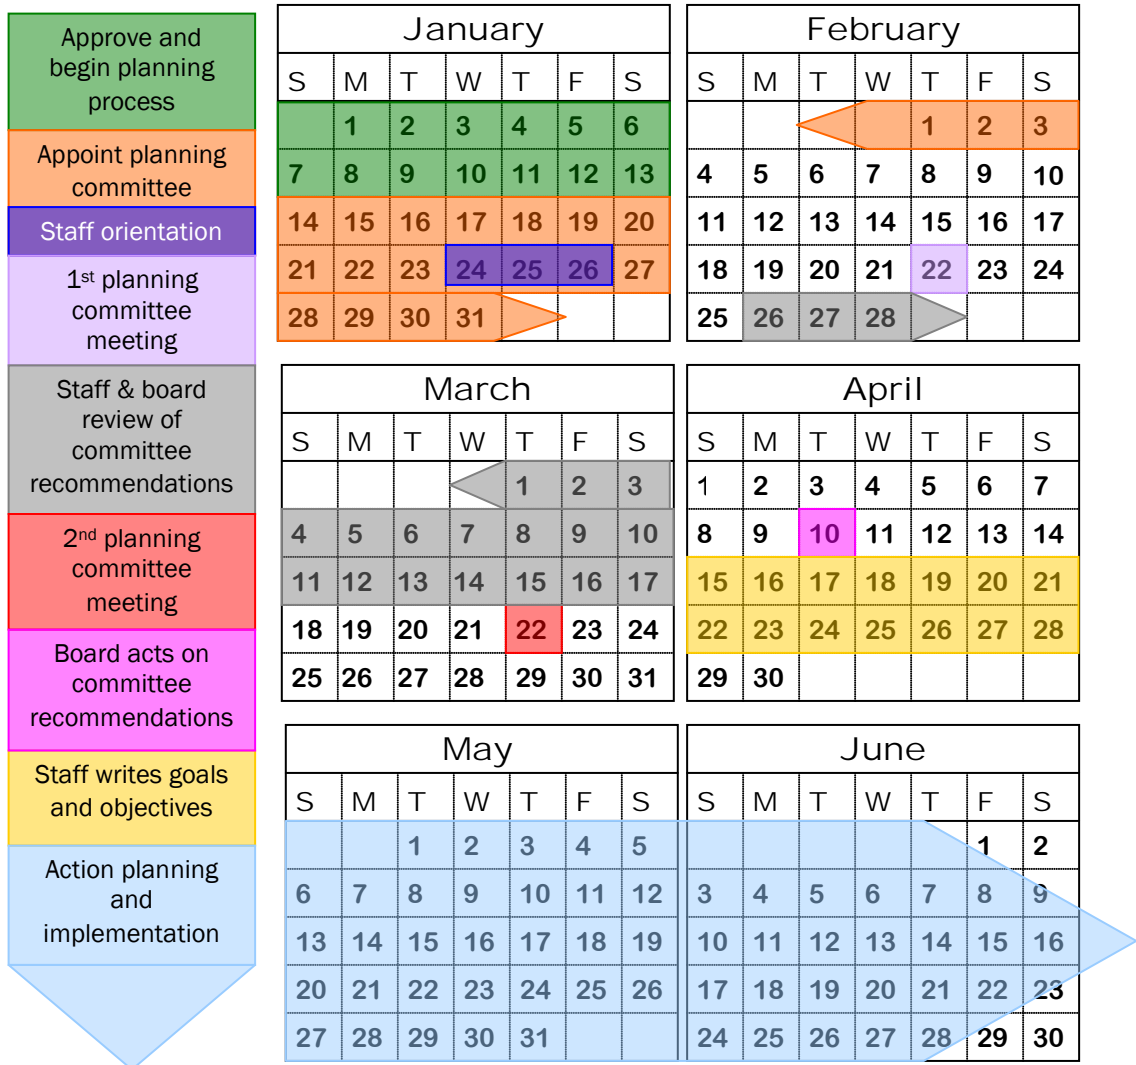 Approve and
begin planning
process
Appoint planning
committee
Staff orientation
1st planning
committee
meeting
Staff & board
review of
committee
recommendations
2nd planning
committee
meeting
Board acts on
committee
recommendations
Staff writes goals
and objectives
Action planning
and
implementation
January
S M T W T F S
1 2 3 4 5 6
7 8 9 10 11 12 13
14 15 16 17 18 19 20
21 22 23 24 25 26 27
28 29 30 31
February
S M T W T F S
1 2 3
4 5 6 7 8 9 10
11 12 13 14 15 16 17
18 19 20 21 22 23 24
25 26 27 28
March
S M T W T F S
1 2 3
4 5 6 7 8 9 10
11 12 13 14 15 16 17
18 19 20 21 22 23 24
25 26 27 28 29 30 31
April
S M T W T F S
1 2 3 4 5 6 7
8 9 10 11 12 13 14
15 16 17 18 19 20 21
22 23 24 25 26 27 28
29 30
May
S M T W T F S
1 2 3 4 5
6 7 8 9 10 11 12
13 14 15 16 17 18 19
20 21 22 23 24 25 26
27 28 29 30 31
June
S M T W T F S
1 2
3 4 5 6 7 8 9
10 11 12 13 14 15 16
17 18 19 20 21 22 23
24 25 26 27 28 29 30